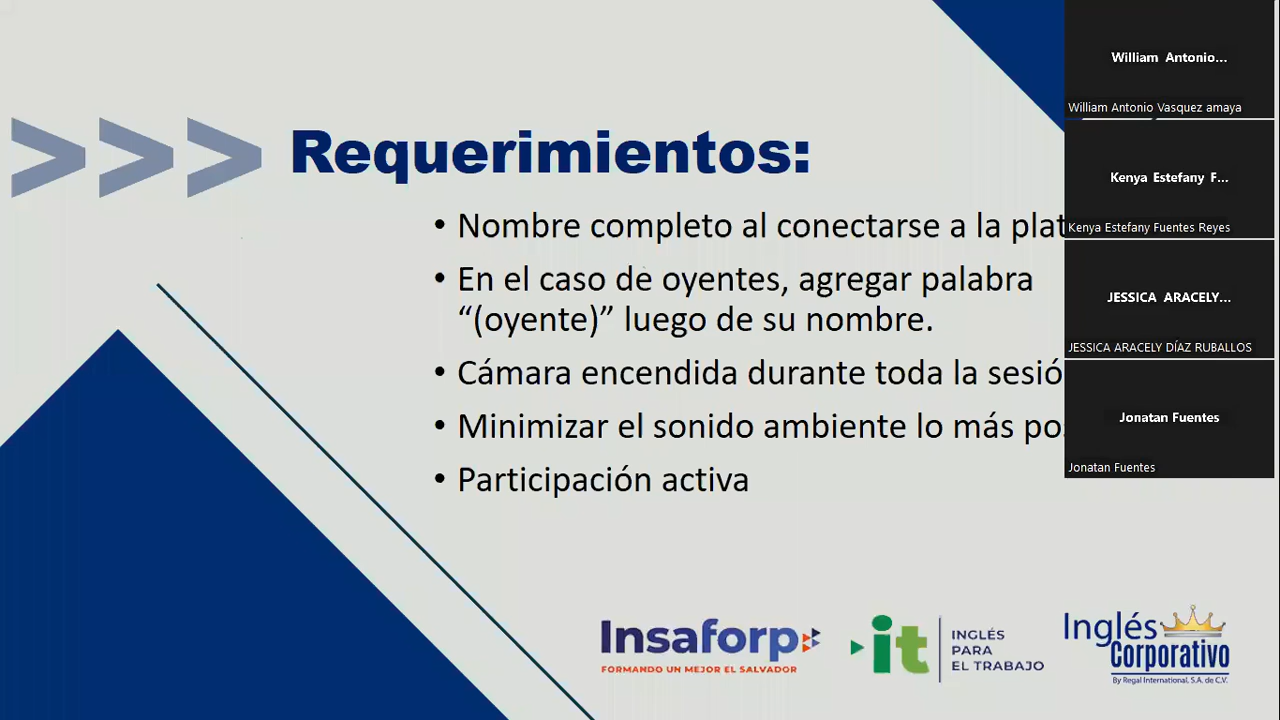 >>> Requerimientos:
• Nombre completo al conectarse a la plat
• En el caso de oyentes, agregar palabra
“(oyente)” luego de su nombre.
• Cámara encendida durante toda la sesió
• Minimizar el sonido ambiente lo más po
• Participación activa
William Antonio...
William Antonio Vasquez amaya
Kenya Estefany F...
Kenya Estefany Fuentes Reyes
JESSICA ARACELY...
JESSICA ARACELY DÍAZ RUBALLOS
Jonatan Fuentes
Jonatan Fuentes
Insaforp
FORMANDO UN MEJOR EL SALVADOR
it
INGLÉS
PARA
EL TRABAJO
Inglés
Corporativo
By Regal International, S.A. de C.V.